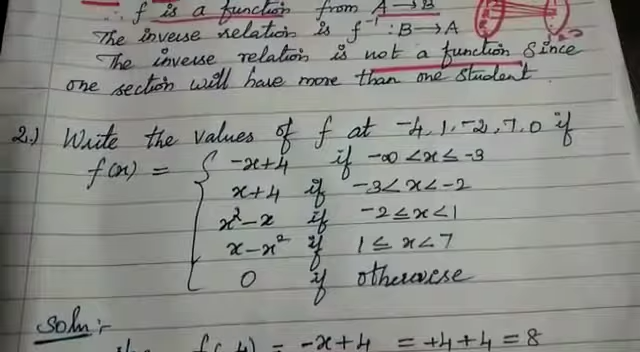 ∴ f is a function from A→B
The inverse relation is f⁻¹ : B→A
The inverse relation is not a function since
one section will have more than one student.
2.) Write the values of f at -4, 1, -2, 7, 0 if
f(x) = { -x+4 if -∞ < x ≤ -3
x+4 if -3 < x < -2
x²-x if -2 ≤ x < 1
x-x² if 1 ≤ x < 7
0 if otherwise
Soln:-
f(-4) = -x+4 = +4+4 = 8